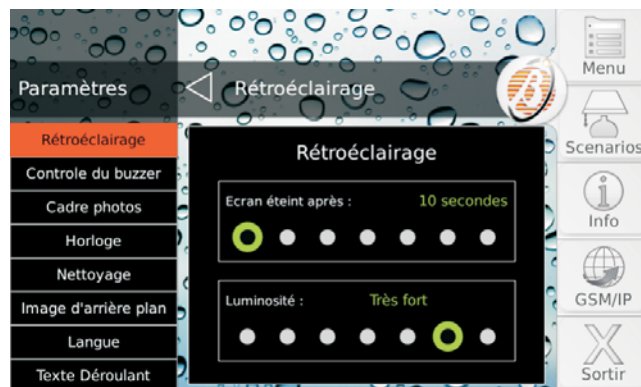 Paramètres
Rétroéclairage
Rétroéclairage
Controle du buzzer
Cadre photos
Horloge
Nettoyage
Image d'arrière plan
Langue
Texte Déroulant
Rétroéclairage
Ecran éteint après : 10 secondes
Luminosité : Très fort
Menu
Scenarios
Info
GSM/IP
Sortir